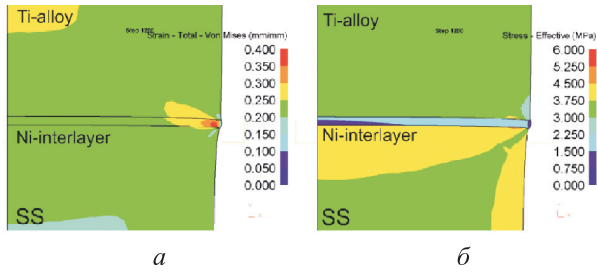 Ti-alloy
Step 1200
Strain - Total - Von Mises (mm/mm)
0.400
0.350
0.300
0.250
0.200
0.150
0.100
0.050
0.000
Ni-interlayer
SS
а
Ti-alloy
Step 1200
Stress - Effective (MPa)
6.000
5.250
4.500
3.750
3.000
2.250
1.500
0.750
0.000
Ni-interlayer
SS
б